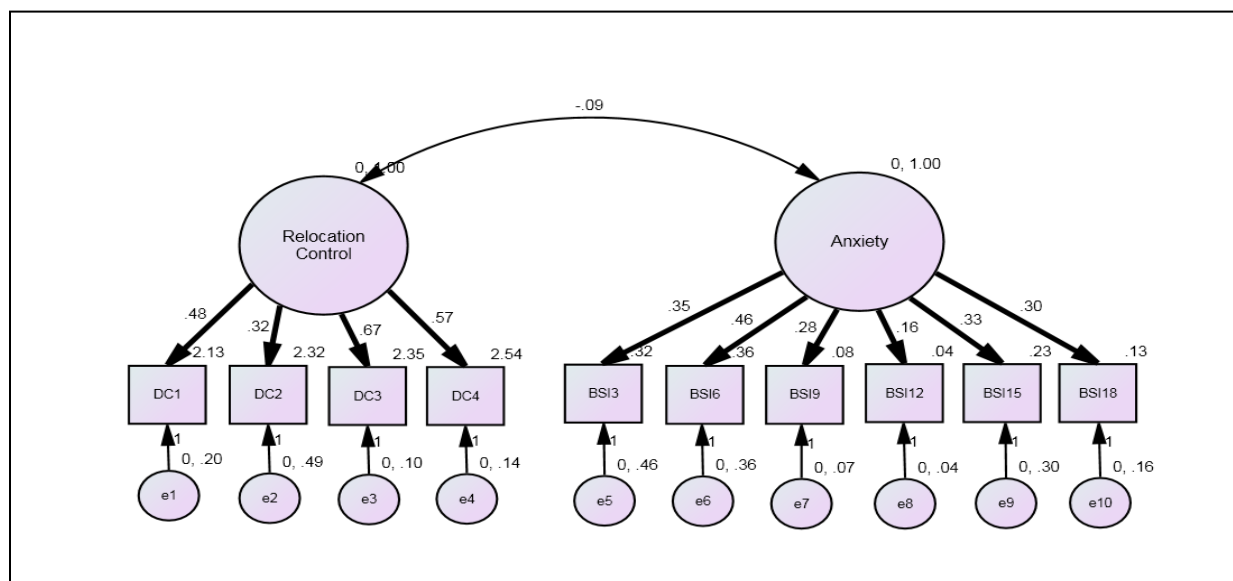 -.09
0, 1.00
0, 1.00
Relocation
Control
Anxiety
.48
.32
.67
.57
.35
.46
.28
.16
.33
.30
2.13
2.32
2.35
2.54
.32
.36
.08
.04
.23
.13
DC1
DC2
DC3
DC4
BSI3
BSI6
BSI9
BSI12
BSI15
BSI18
1
1
1
1
1
1
1
1
1
1
0, .20
0, .49
0, .10
0, .14
0, .46
0, .36
0, .07
0, .04
0, .30
0, .16
e1
e2
e3
e4
e5
e6
e7
e8
e9
e10